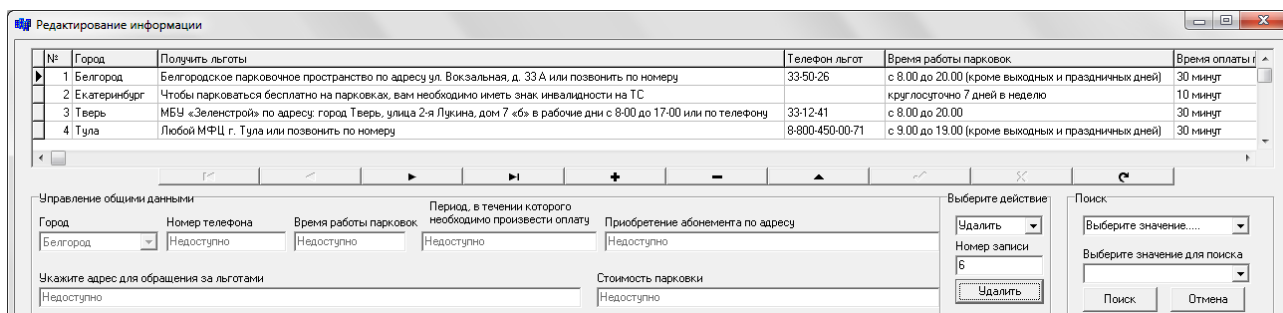 Редактирование информации
№ Город Получить льготы Телефон льгот Время работы парковок Время оплаты
1 Белгород Белгородское парковочное пространство по адресу ул. Вокзальная, д. 33 А или позвонить по номеру 33-50-26 с 8.00 до 20.00 (кроме выходных и праздничных дней) 30 минут
2 Екатеринбург Чтобы парковаться бесплатно на парковках, вам необходимо иметь знак инвалидности на ТС круглосуточно 7 дней в неделю 10 минут
3 Тверь МБУ «Зеленстрой» по адресу: город Тверь, улица 2-я Лукина, дом 7 «б» в рабочие дни с 8-00 до 17-00 или по телефону 33-12-41 с 8.00 до 20.00 30 минут
4 Тула Любой МФЦ г. Тула или позвонить по номеру 8-800-450-00-71 с 9.00 до 19.00 (кроме выходных и праздничных дней) 30 минут
Управление общими данными
Город Номер телефона Время работы парковок Период, в течении которого необходимо произвести оплату Приобретение абонемента по адресу
Белгород Недоступно Недоступно Недоступно Недоступно
Укажите адрес для обращения за льготами Стоимость парковки
Недоступно Недоступно
Выберите действие
Удалить
Номер записи
6
Удалить
Поиск
Выберите значение.....
Выберите значение для поиска
Поиск Отмена